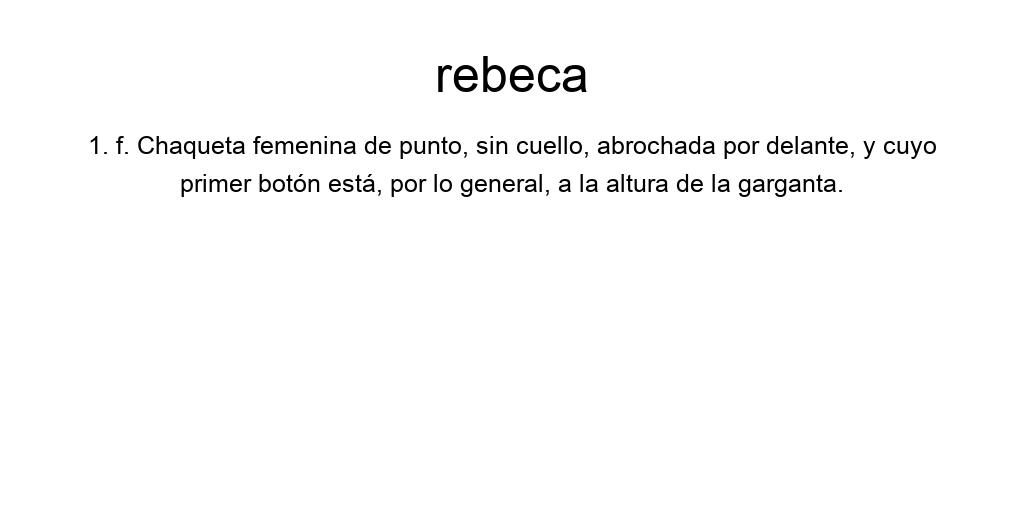 rebeca
1. f. Chaqueta femenina de punto, sin cuello, abrochada por delante, y cuyo
primer botón está, por lo general, a la altura de la garganta.